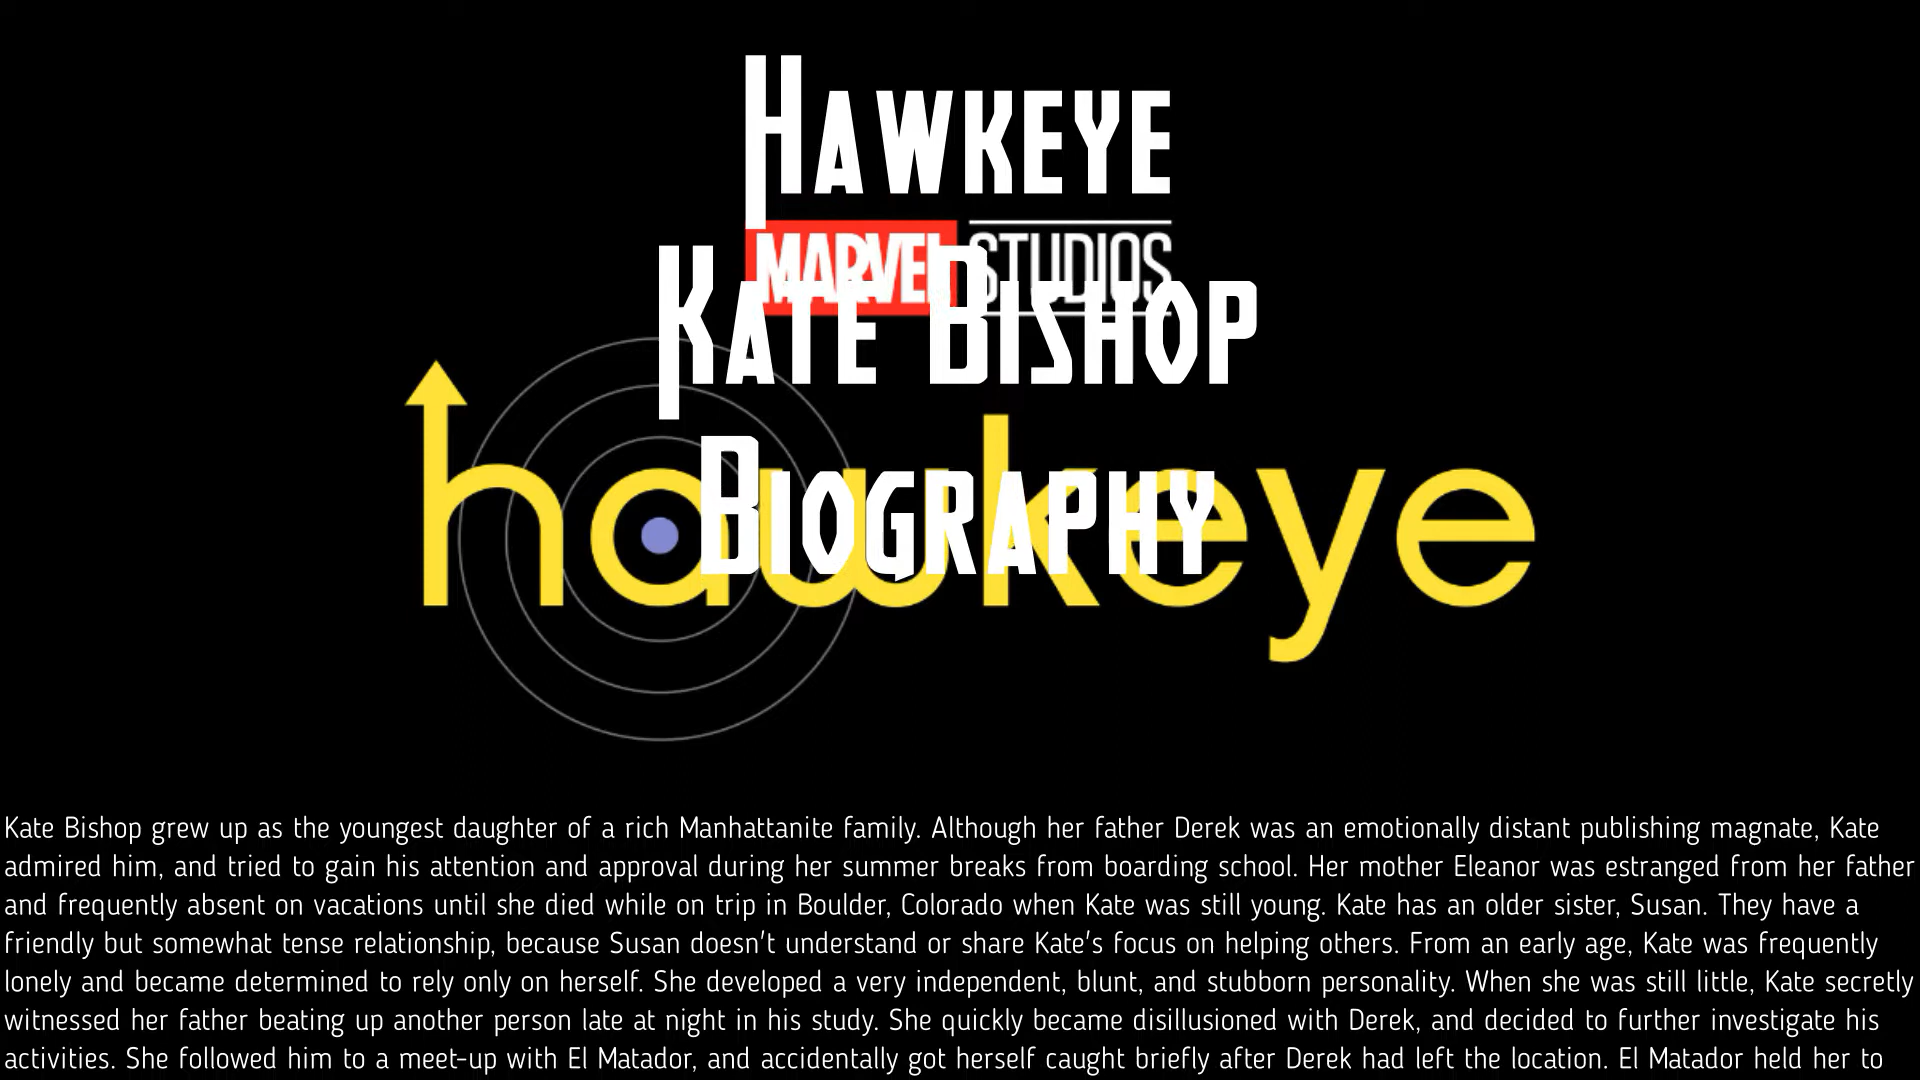 Hawkeye
MARVEL STUDIOS
Kate Bishop
hawkeye
Biography
Kate Bishop grew up as the youngest daughter of a rich Manhattanite family. Although her father Derek was an emotionally distant publishing magnate, Kate
admired him, and tried to gain his attention and approval during her summer breaks from boarding school. Her mother Eleanor was estranged from her father
and frequently absent on vacations until she died while on trip in Boulder, Colorado when Kate was still young. Kate has an older sister, Susan. They have a
friendly but somewhat tense relationship, because Susan doesn't understand or share Kate's focus on helping others. From an early age, Kate was frequently
lonely and became determined to rely only on herself. She developed a very independent, blunt, and stubborn personality. When she was still little, Kate secretly
witnessed her father beating up another person late at night in his study. She quickly became disillusioned with Derek, and decided to further investigate his
activities. She followed him to a meet-up with El Matador, and accidentally got herself caught briefly after Derek had left the location. El Matador held her to